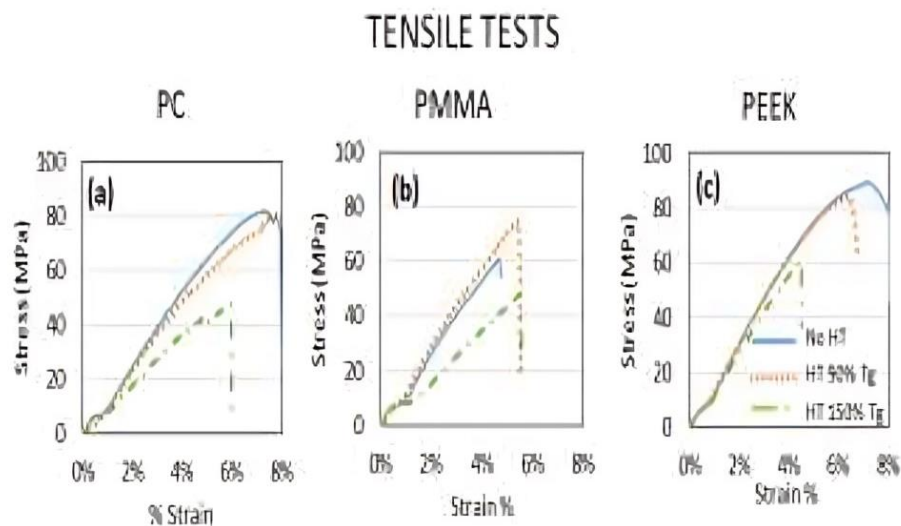 TENSILE TESTS
PC
PMMA
PEEK
(a)
Stress (MPa)
100
80
60
40
20
0
0% 2% 4% 6% 8%
% Strain
(b)
Stress (MPa)
100
80
60
40
20
0
0% 2% 4% 6% 8%
Strain %
(c)
Stress (MPa)
100
80
60
40
20
0
0% 2% 4% 6% 8%
Strain %
No HT
HT 90% Tg
HT 150% Tg